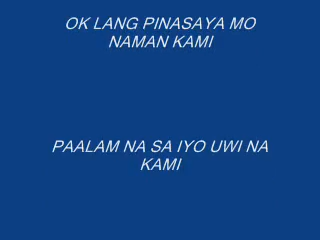 OK LANG PINASAYA MO
NAMAN KAMI
PAALAM NA SA IYO UWI NA
KAMI